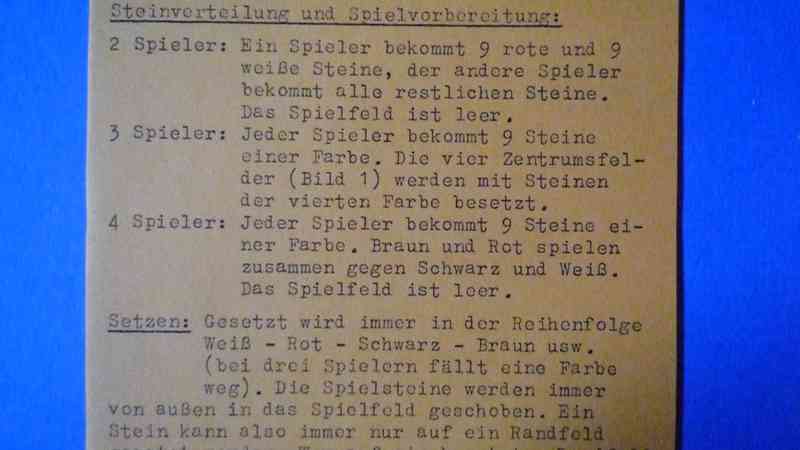 Steinverteilung und Spielvorbereitung:
2 Spieler: Ein Spieler bekommt 9 rote und 9
weiße Steine, der andere Spieler
bekommt alle restlichen Steine.
Das Spielfeld ist leer.
3 Spieler: Jeder Spieler bekommt 9 Steine
einer Farbe. Die vier Zentrumsfel-
der (Bild 1) werden mit Steinen
der vierten Farbe besetzt.
4 Spieler: Jeder Spieler bekommt 9 Steine ei-
ner Farbe. Braun und Rot spielen
zusammen gegen Schwarz und Weiß.
Das Spielfeld ist leer.
Setzen: Gesetzt wird immer in der Reihenfolge
Weiß - Rot - Schwarz - Braun usw.
(bei drei Spielern fällt eine Farbe
weg). Die Spielsteine werden immer
von außen in das Spielfeld geschoben. Ein
Stein kann also immer nur auf ein Randfeld